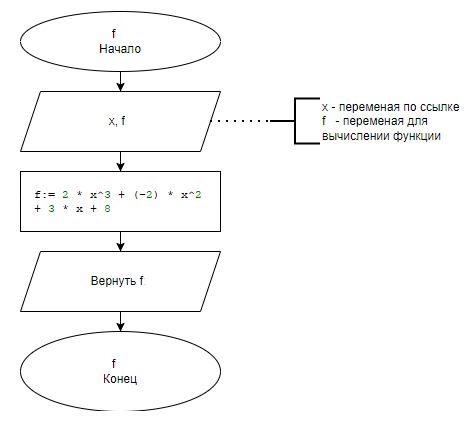 f
Начало
x, f
x - переменая по ссылке
f - переменая для
вычислении функции
f:= 2 * x^3 + (-2) * x^2
+ 3 * x + 8
Вернуть f
f
Конец